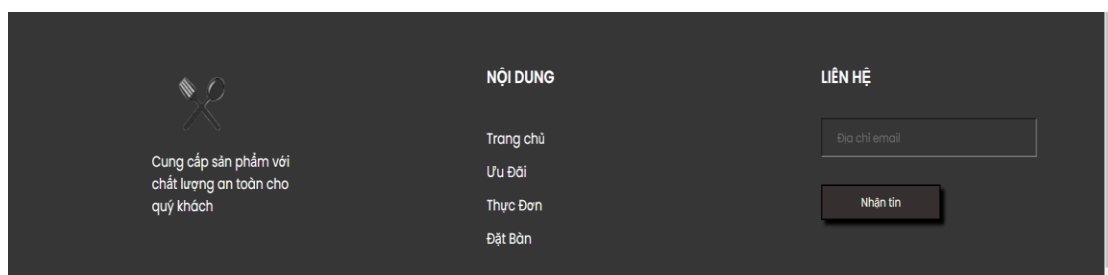 Cung cấp sản phẩm với
chất lượng an toàn cho
quý khách
NỘI DUNG
Trang chủ
Ưu Đãi
Thực Đơn
Đặt Bàn
LIÊN HỆ
Địa chỉ email
Nhận tin